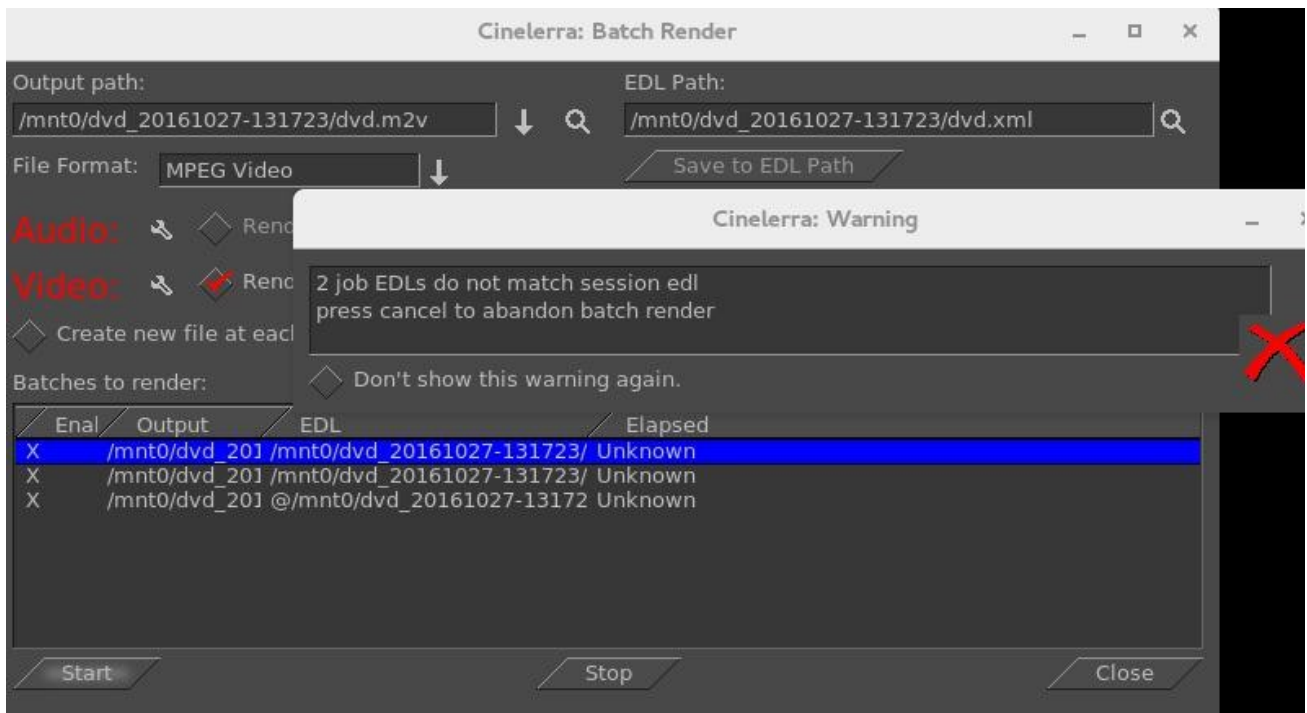 Cinelerra: Batch Render
Output path:
EDL Path:
/mnt0/dvd_20161027-131723/dvd.m2v
/mnt0/dvd_20161027-131723/dvd.xml
File Format:
MPEG Video
Save to EDL Path
Cinelerra: Warning
Audio:
Rend
2 job EDLs do not match session edl
press cancel to abandon batch render
Video:
Rend
Create new file at eacl
Don't show this warning again.
Batches to render:
Enal Output EDL Elapsed
X /mnt0/dvd_201 /mnt0/dvd_20161027-131723/ Unknown
X /mnt0/dvd_201 /mnt0/dvd_20161027-131723/ Unknown
X /mnt0/dvd_201 @/mnt0/dvd_20161027-13172 Unknown
Start
Stop
Close